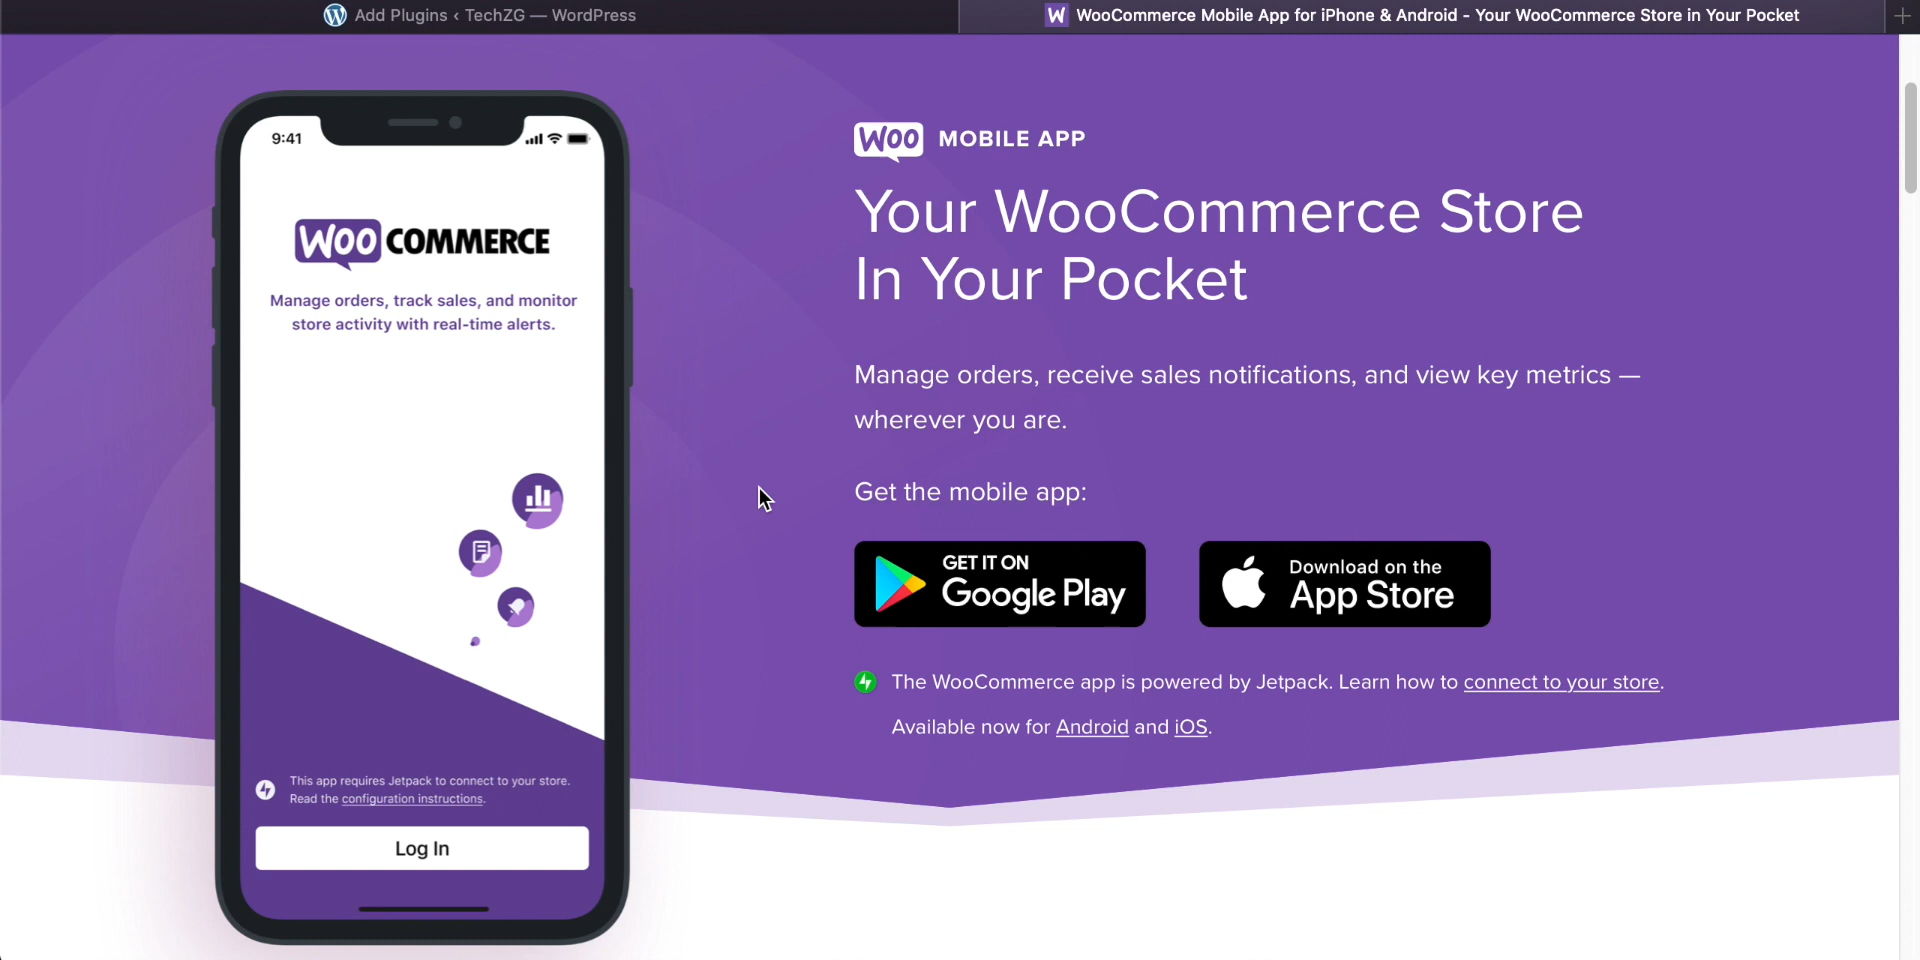 Add Plugins ‹ TechZG — WordPress
WooCommerce Mobile App for iPhone & Android - Your WooCommerce Store in Your Pocket
9:41
WOO COMMERCE
Manage orders, track sales, and monitor
store activity with real-time alerts.
This app requires Jetpack to connect to your store.
Read the configuration instructions.
Log In
WOO MOBILE APP
Your WooCommerce Store
In Your Pocket
Manage orders, receive sales notifications, and view key metrics —
wherever you are.
Get the mobile app:
GET IT ON
Google Play
Download on the
App Store
The WooCommerce app is powered by Jetpack. Learn how to connect to your store.
Available now for Android and iOS.